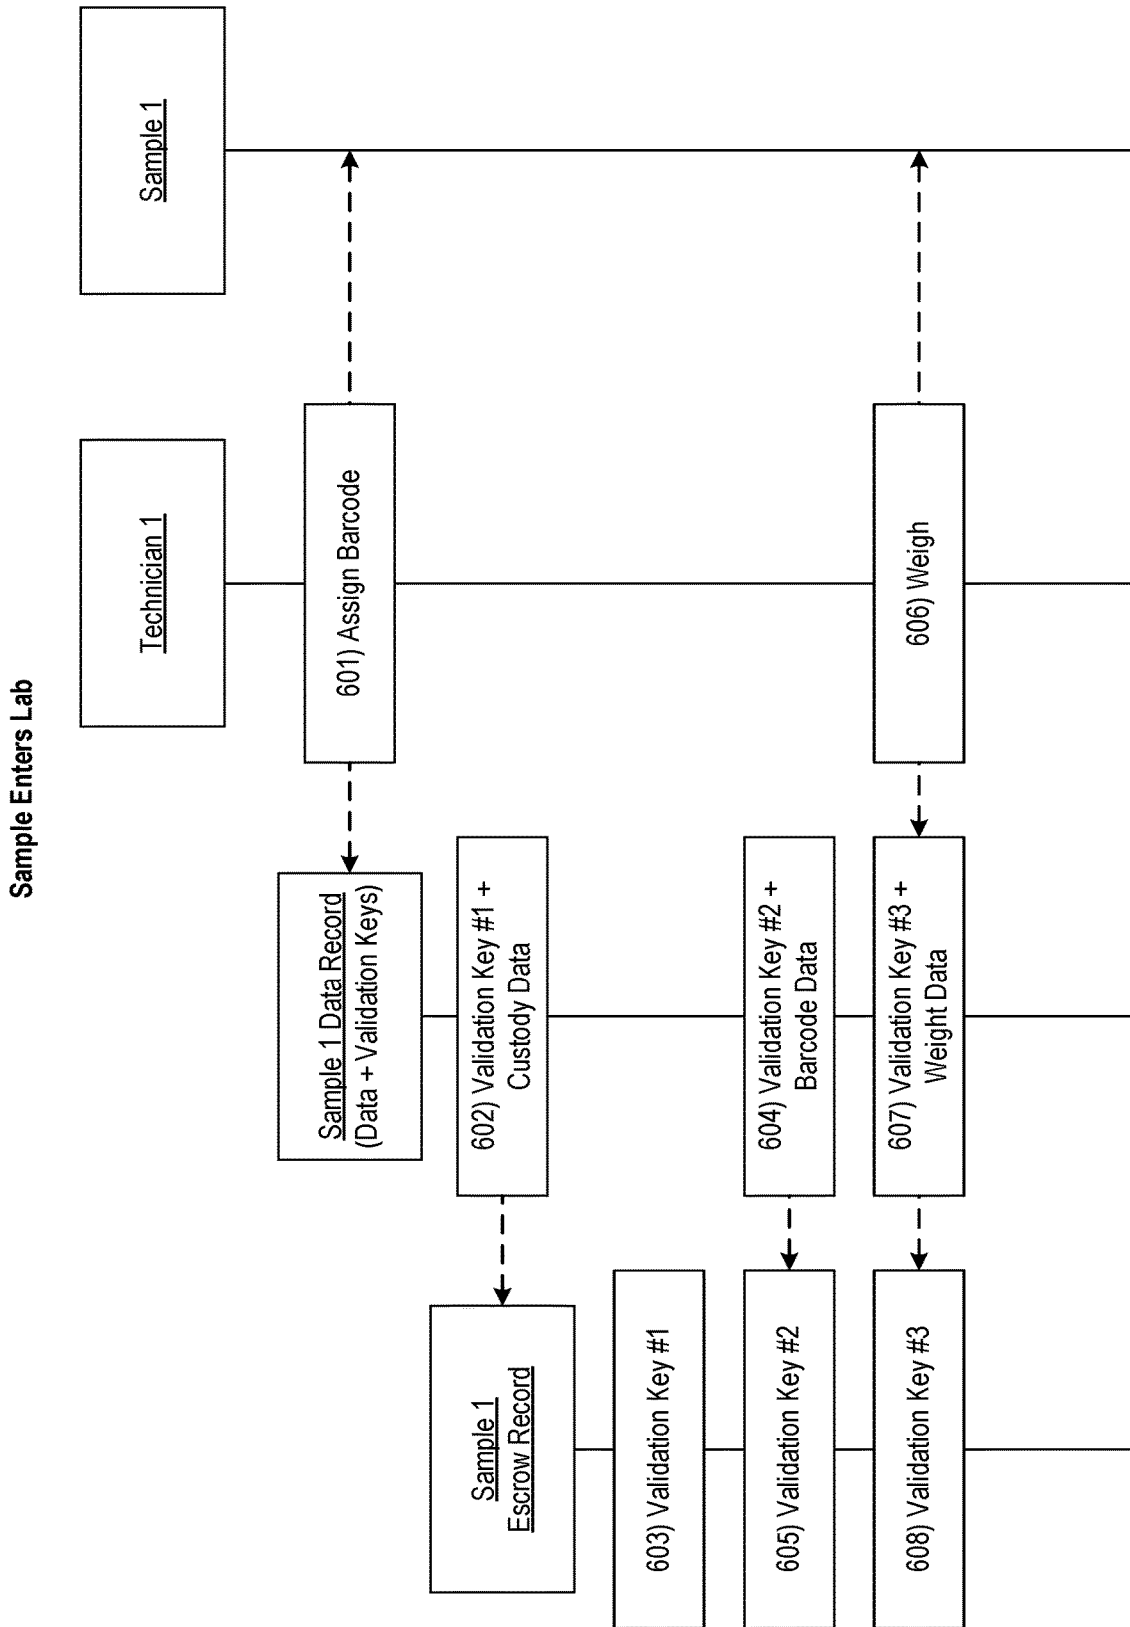 Sample Enters Lab
Sample 1
Escrow Record
Sample 1 Data Record
(Data + Validation Keys)
Technician 1
Sample 1
601) Assign Barcode
602) Validation Key #1 +
Custody Data
603) Validation Key #1
604) Validation Key #2 +
Barcode Data
605) Validation Key #2
606) Weigh
607) Validation Key #3 +
Weight Data
608) Validation Key #3